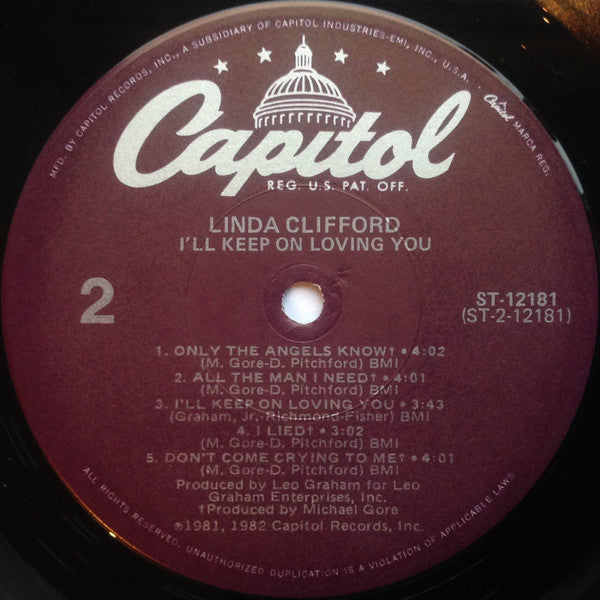 MFD. BY CAPITOL RECORDS, INC., A SUBSIDIARY OF CAPITOL INDUSTRIES-EMI, INC., U.S.A.
Capitol MARCA REG.
Capitol
REG. U.S. PAT. OFF.
LINDA CLIFFORD
I'LL KEEP ON LOVING YOU
2
ST-12181
(ST-2-12181)
1. ONLY THE ANGELS KNOW† • 4:02
(M. Gore-D. Pitchford) BMI
2. ALL THE MAN I NEED† • 4:01
(M. Gore-D. Pitchford) BMI
3. I'LL KEEP ON LOVING YOU • 3:43
(Graham, Jr.-Richmond-Fisher) BMI
4. I LIED† • 3:02
(M. Gore-D. Pitchford) BMI
5. DON'T COME CRYING TO ME† • 4:01
(M. Gore-D. Pitchford) BMI
Produced by Leo Graham for Leo
Graham Enterprises, Inc.
†Produced by Michael Gore
℗1981, 1982 Capitol Records, Inc.
ALL RIGHTS RESERVED. UNAUTHORIZED DUPLICATION IS A VIOLATION OF APPLICABLE LAWS.